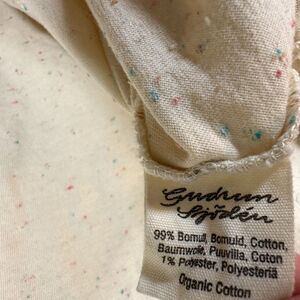 Gudrun
Sjödén
99% Bomull, Bomuld, Cotton,
Baumwolle, Puuvilla, Coton
1% Polyester, Polyesteriä
Organic Cotton